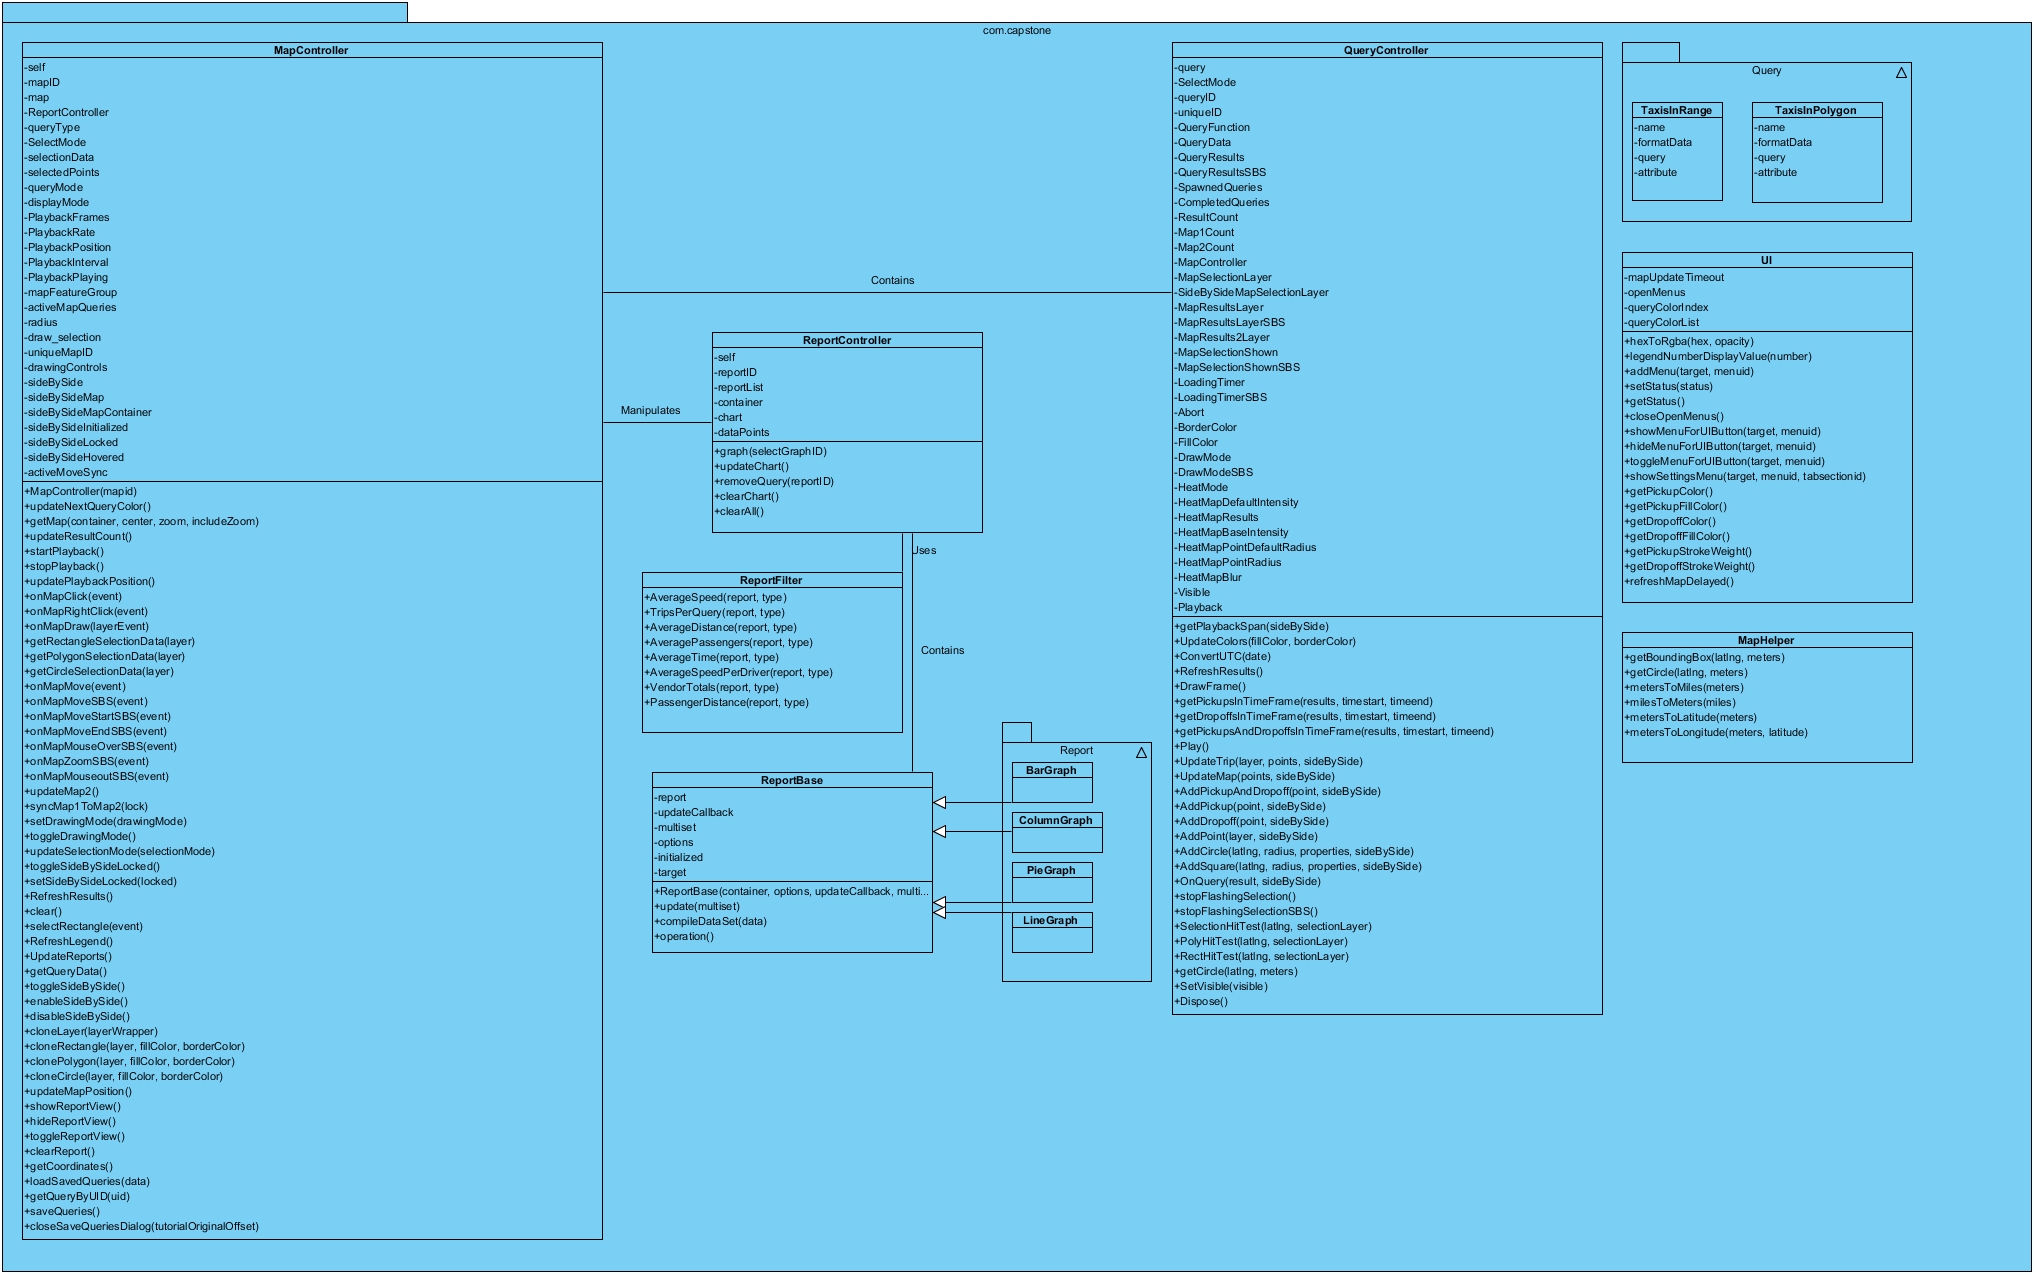 com.capstone
MapController
-self
-mapID
-map
-ReportController
-queryType
-SelectMode
-selectionData
-selectedPoints
-queryMode
-displayMode
-PlaybackFrames
-PlaybackRate
-PlaybackPosition
-PlaybackInterval
-PlaybackPlaying
-mapFeatureGroup
-activeMapQueries
-radius
-draw_selection
-uniqueMapID
-drawingControls
-sideBySide
-sideBySideMap
-sideBySideMapContainer
-sideBySideInitialized
-sideBySideLocked
-sideBySideHovered
-activeMoveSync
+MapController(mapid)
+updateNextQueryColor()
+getMap(container, center, zoom, includeZoom)
+updateResultCount()
+startPlayback()
+stopPlayback()
+updatePlaybackPosition()
+onMapClick(event)
+onMapRightClick(event)
+onMapDraw(layerEvent)
+getRectangleSelectionData(layer)
+getPolygonSelectionData(layer)
+getCircleSelectionData(layer)
+onMapMove(event)
+onMapMoveSBS(event)
+onMapMoveStartSBS(event)
+onMapMoveEndSBS(event)
+onMapMouseOverSBS(event)
+onMapZoomSBS(event)
+onMapMouseoutSBS(event)
+updateMap2()
+syncMap1ToMap2(lock)
+setDrawingMode(drawingMode)
+toggleDrawingMode()
+updateSelectionMode(selectionMode)
+toggleSideBySideLocked()
+setSideBySideLocked(locked)
+RefreshResults()
+clear()
+selectRectangle(event)
+RefreshLegend()
+UpdateReports()
+getQueryData()
+toggleSideBySide()
+enableSideBySide()
+disableSideBySide()
+cloneLayer(layerWrapper)
+cloneRectangle(layer, fillColor, borderColor)
+clonePolygon(layer, fillColor, borderColor)
+cloneCircle(layer, fillColor, borderColor)
+updateMapPosition()
+showReportView()
+hideReportView()
+toggleReportView()
+clearReport()
+getCoordinates()
+loadSavedQueries(data)
+getQueryByUID(uid)
+saveQueries()
+closeSaveQueriesDialog(tutorialOriginalOffset)
Contains
Manipulates
ReportController
-self
-reportID
-reportList
-container
-chart
-dataPoints
+graph(selectGraphID)
+updateChart()
+removeQuery(reportID)
+clearChart()
+clearAll()
Uses
ReportFilter
+AverageSpeed(report, type)
+TripsPerQuery(report, type)
+AverageDistance(report, type)
+AveragePassengers(report, type)
+AverageTime(report, type)
+AverageSpeedPerDriver(report, type)
+VendorTotals(report, type)
+PassengerDistance(report, type)
Contains
ReportBase
-report
-updateCallback
-multiset
-options
-initialized
-target
+ReportBase(container, options, updateCallback, multi...
+update(multiset)
+compileDataSet(data)
+operation()
Report
BarGraph
ColumnGraph
PieGraph
LineGraph
QueryController
-query
-SelectMode
-queryID
-uniqueID
-QueryFunction
-QueryData
-QueryResults
-QueryResultsSBS
-SpawnedQueries
-CompletedQueries
-ResultCount
-Map1Count
-Map2Count
-MapController
-MapSelectionLayer
-SideBySideMapSelectionLayer
-MapResultsLayer
-MapResultsLayerSBS
-MapResults2Layer
-MapSelectionShown
-MapSelectionShownSBS
-LoadingTimer
-LoadingTimerSBS
-Abort
-BorderColor
-FillColor
-DrawMode
-DrawModeSBS
-HeatMode
-HeatMapDefaultIntensity
-HeatMapResults
-HeatMapBaseIntensity
-HeatMapPointDefaultRadius
-HeatMapPointRadius
-HeatMapBlur
-Visible
-Playback
+getPlaybackSpan(sideBySide)
+UpdateColors(fillColor, borderColor)
+ConvertUTC(date)
+RefreshResults()
+DrawFrame()
+getPickupsInTimeFrame(results, timestart, timeend)
+getDropoffsInTimeFrame(results, timestart, timeend)
+getPickupsAndDropoffsInTimeFrame(results, timestart, timeend)
+Play()
+UpdateTrip(layer, points, sideBySide)
+UpdateMap(points, sideBySide)
+AddPickupAndDropoff(point, sideBySide)
+AddPickup(point, sideBySide)
+AddDropoff(point, sideBySide)
+AddPoint(layer, sideBySide)
+AddCircle(latlng, radius, properties, sideBySide)
+AddSquare(latlng, radius, properties, sideBySide)
+OnQuery(result, sideBySide)
+stopFlashingSelection()
+stopFlashingSelectionSBS()
+SelectionHitTest(latlng, selectionLayer)
+PolyHitTest(latlng, selectionLayer)
+RectHitTest(latlng, selectionLayer)
+getCircle(latlng, meters)
+SetVisible(visible)
+Dispose()
Query
TaxisInRange
-name
-formatData
-query
-attribute
TaxisInPolygon
-name
-formatData
-query
-attribute
UI
-mapUpdateTimeout
-openMenus
-queryColorIndex
-queryColorList
+hexToRgba(hex, opacity)
+legendNumberDisplayValue(number)
+addMenu(target, menuid)
+setStatus(status)
+getStatus()
+closeOpenMenus()
+showMenuForUIButton(target, menuid)
+hideMenuForUIButton(target, menuid)
+toggleMenuForUIButton(target, menuid)
+showSettingsMenu(target, menuid, tabsectionid)
+getPickupColor()
+getPickupFillColor()
+getDropoffColor()
+getDropoffFillColor()
+getPickupStrokeWeight()
+getDropoffStrokeWeight()
+refreshMapDelayed()
MapHelper
+getBoundingBox(latlng, meters)
+getCircle(latlng, meters)
+metersToMiles(meters)
+milesToMeters(miles)
+metersToLatitude(meters)
+metersToLongitude(meters, latitude)